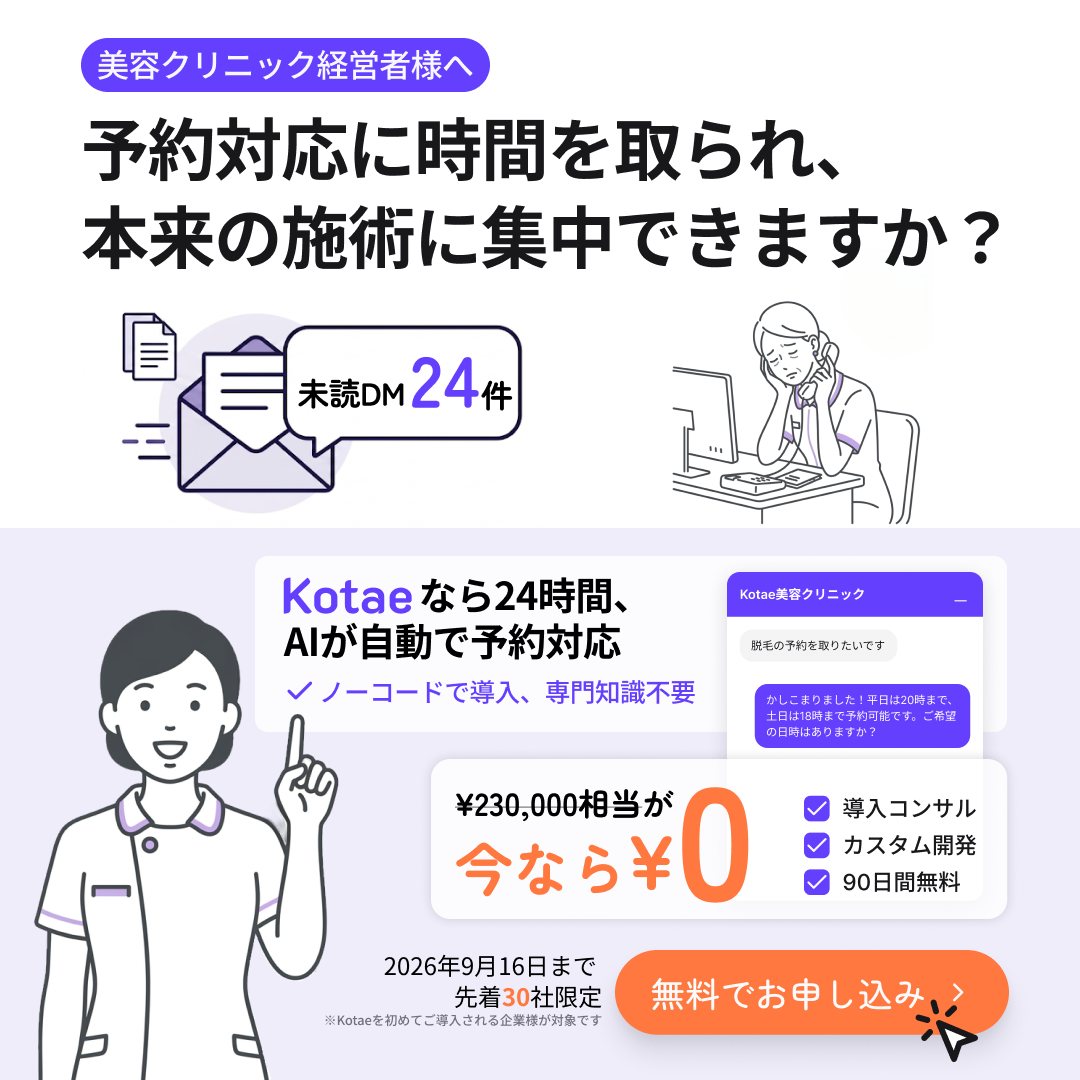 美容クリニック経営者様へ
予約対応に時間を取られ、
本来の施術に集中できますか？
未読DM 24件
Kotaeなら24時間、
AIが自動で予約対応
ノーコードで導入、専門知識不要
Kotae美容クリニック
脱毛の予約を取りたいです
かしこまりました！平日は20時まで、
土日は18時まで予約可能です。ご希望
の日時はありますか？
¥230,000相当が
今なら¥0
導入コンサル
カスタム開発
90日間無料
2026年9月16日まで
先着30社限定
※Kotaeを初めてご導入される企業様が対象です
無料でお申し込み